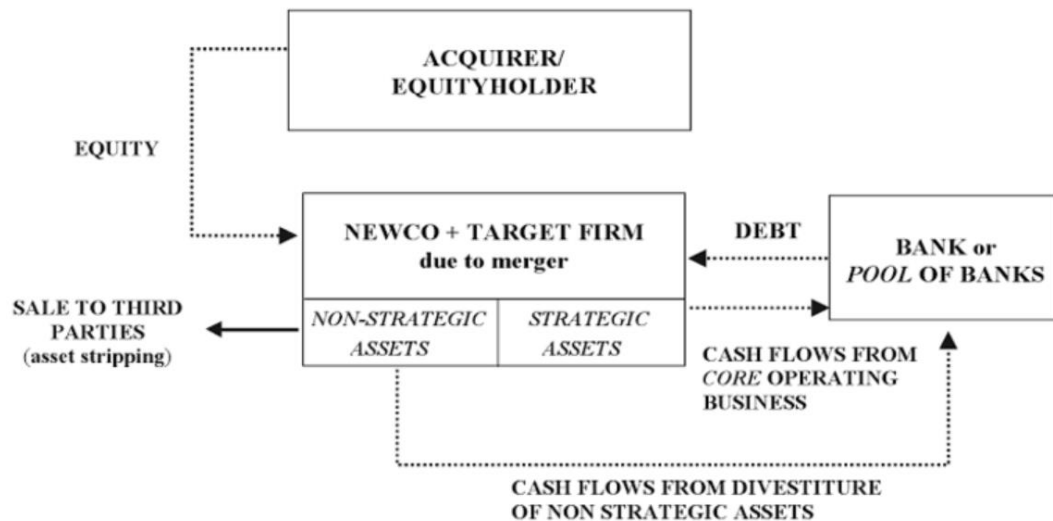 ACQUIRER/
EQUITYHOLDER
EQUITY
NEWCO + TARGET FIRM
due to merger
DEBT
BANK or
POOL OF BANKS
SALE TO THIRD
PARTIES
(asset stripping)
NON-STRATEGIC
ASSETS
STRATEGIC
ASSETS
CASH FLOWS FROM
CORE OPERATING
BUSINESS
CASH FLOWS FROM DIVESTITURE
OF NON STRATEGIC ASSETS